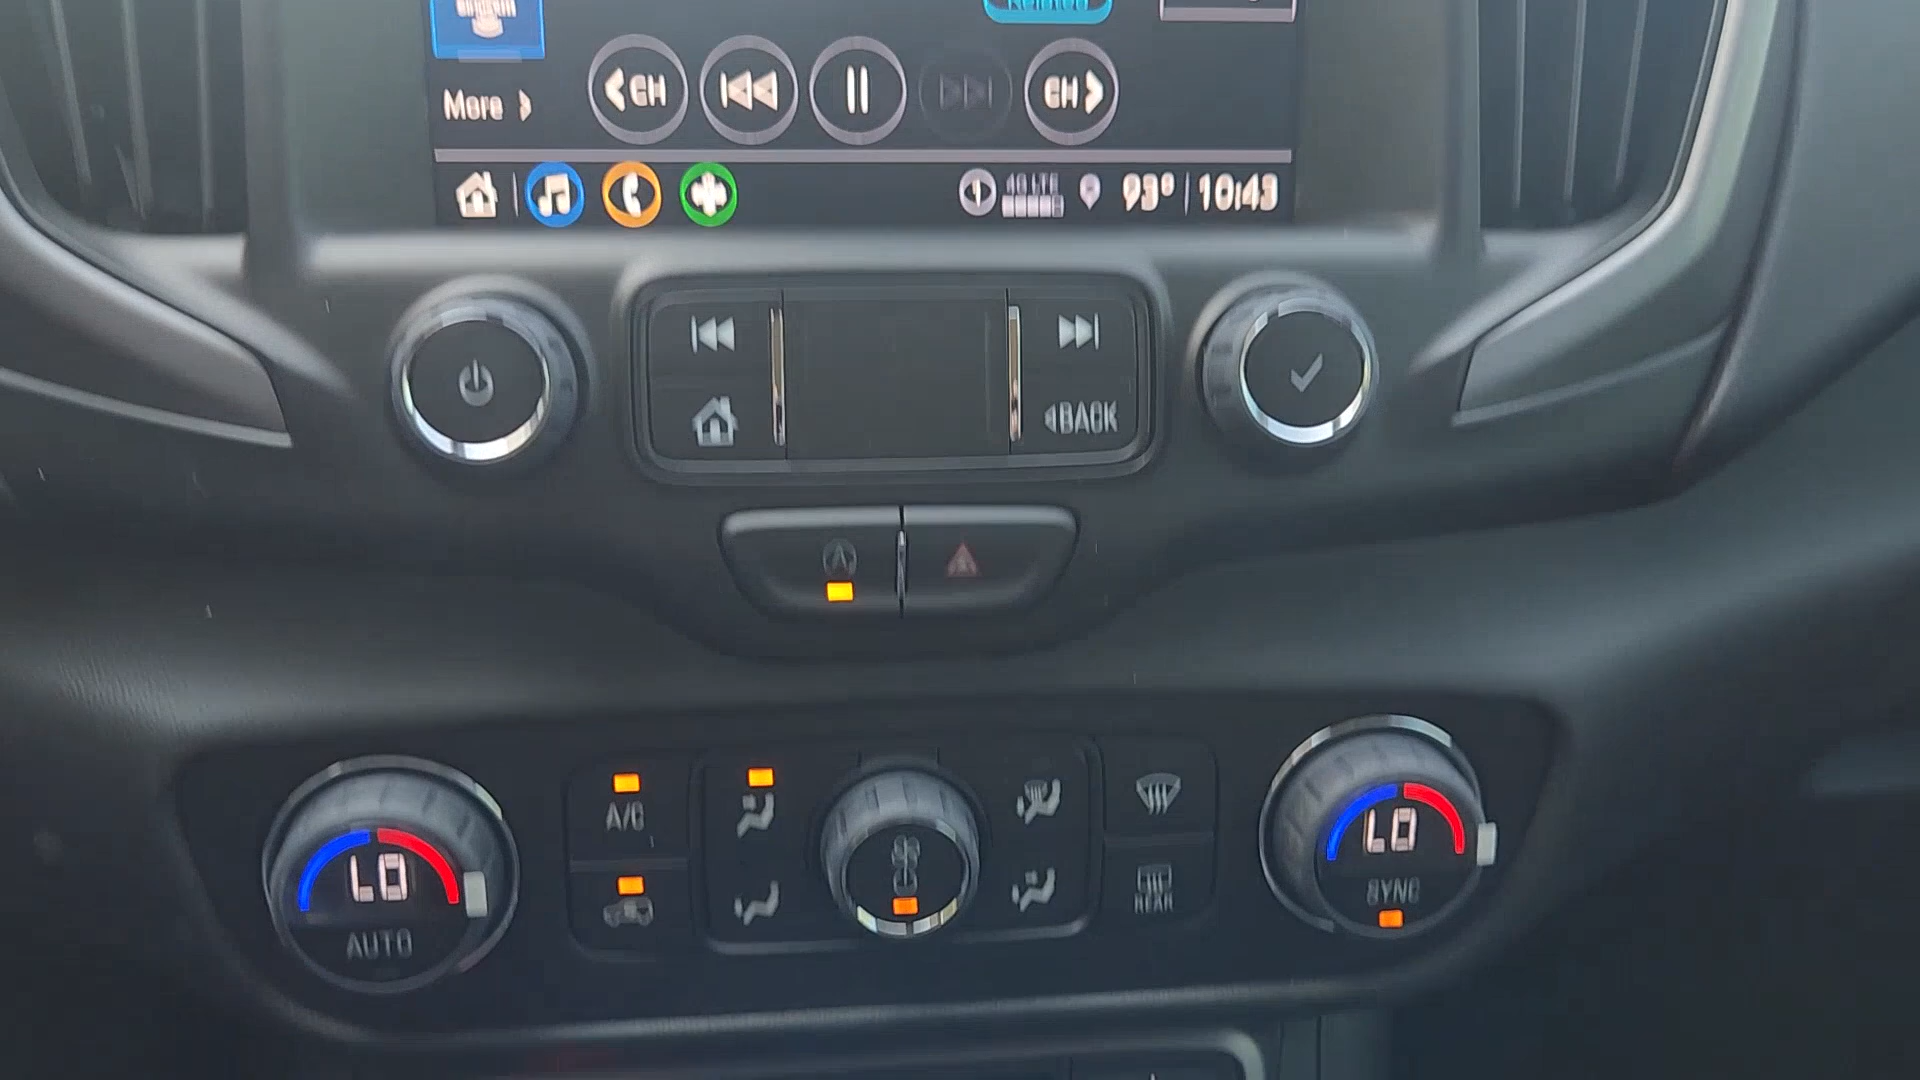 More
<CH
CH>
4G LTE
93° 10:43
BACK
A/C
LO
AUTO
REAR
LO
SYNC